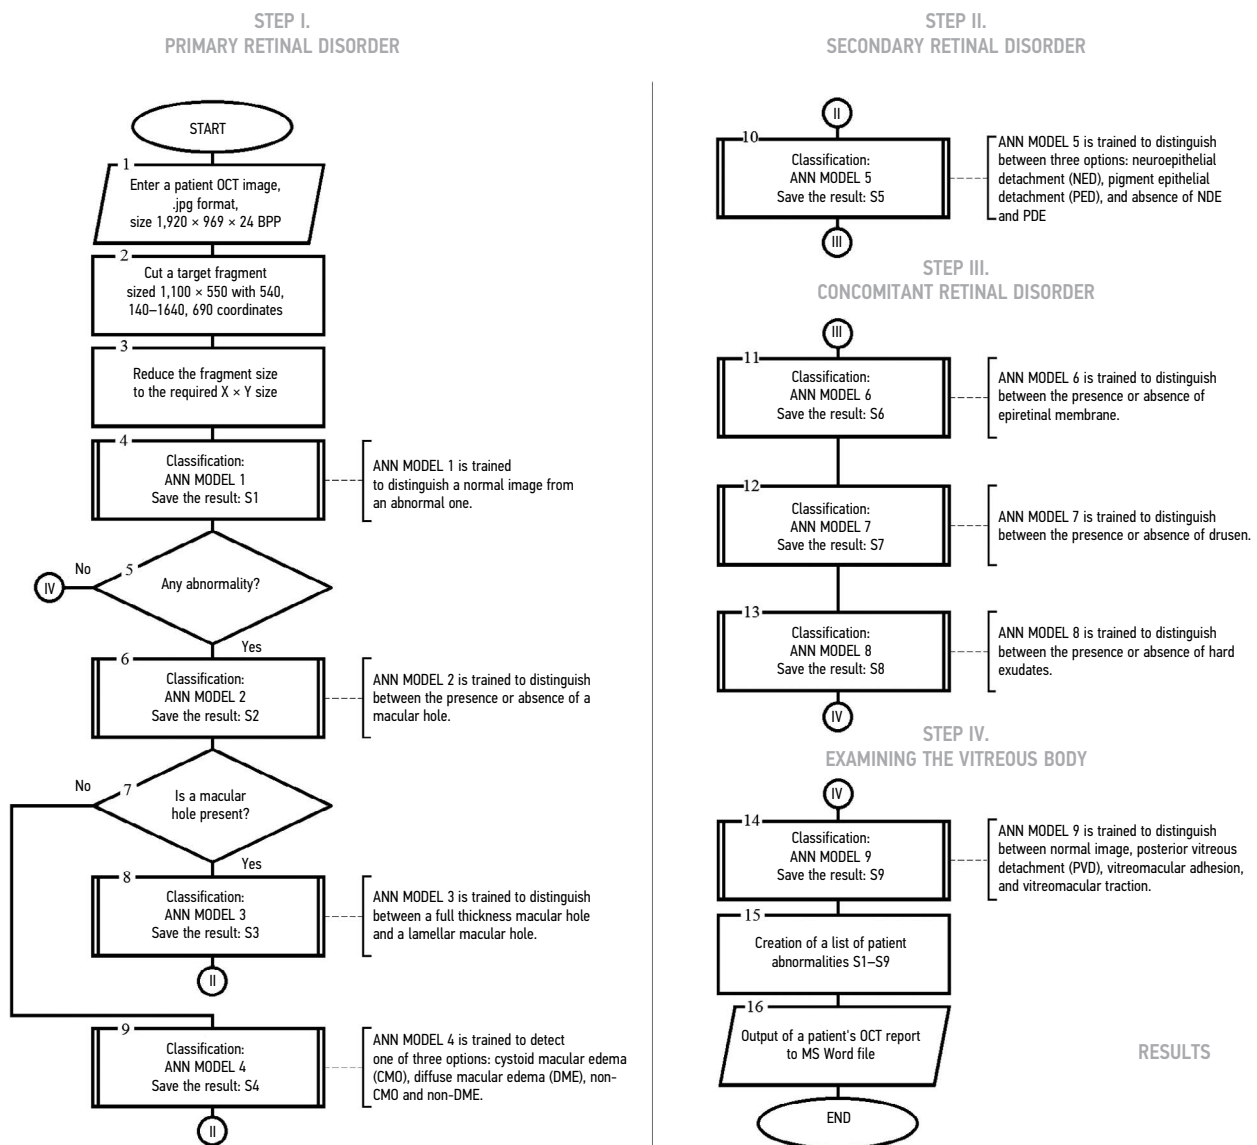 STEP I.
PRIMARY RETINAL DISORDER
START
1
Enter a patient OCT image,
.jpg format,
size 1,920 × 969 × 24 BPP
2
Cut a target fragment
sized 1,100 × 550 with 540,
140–1640, 690 coordinates
3
Reduce the fragment size
to the required X × Y size
4
Classification:
ANN MODEL 1
Save the result: S1
ANN MODEL 1 is trained
to distinguish a normal image from
an abnormal one.
5
Any abnormality?
No
IV
Yes
6
Classification:
ANN MODEL 2
Save the result: S2
ANN MODEL 2 is trained to distinguish
between the presence or absence of a
macular hole.
No
7
Is a macular
hole present?
Yes
8
Classification:
ANN MODEL 3
Save the result: S3
ANN MODEL 3 is trained to distinguish
between a full thickness macular hole
and a lamellar macular hole.
II
9
Classification:
ANN MODEL 4
Save the result: S4
ANN MODEL 4 is trained to detect
one of three options: cystoid macular edema
(CMO), diffuse macular edema (DME), non-
CMO and non-DME.
II
STEP II.
SECONDARY RETINAL DISORDER
II
10
Classification:
ANN MODEL 5
Save the result: S5
ANN MODEL 5 is trained to distinguish
between three options: neuroepithelial
detachment (NED), pigment epithelial
detachment (PED), and absence of NDE
and PDE
III
STEP III.
CONCOMITANT RETINAL DISORDER
III
11
Classification:
ANN MODEL 6
Save the result: S6
ANN MODEL 6 is trained to distinguish
between the presence or absence of
epiretinal membrane.
12
Classification:
ANN MODEL 7
Save the result: S7
ANN MODEL 7 is trained to distinguish
between the presence or absence of drusen.
13
Classification:
ANN MODEL 8
Save the result: S8
ANN MODEL 8 is trained to distinguish
between the presence or absence of hard
exudates.
IV
STEP IV.
EXAMINING THE VITREOUS BODY
IV
14
Classification:
ANN MODEL 9
Save the result: S9
ANN MODEL 9 is trained to distinguish
between normal image, posterior vitreous
detachment (PVD), vitreomacular adhesion,
and vitreomacular traction.
15
Creation of a list of patient
abnormalities S1–S9
16
Output of a patient's OCT report
to MS Word file
RESULTS
END